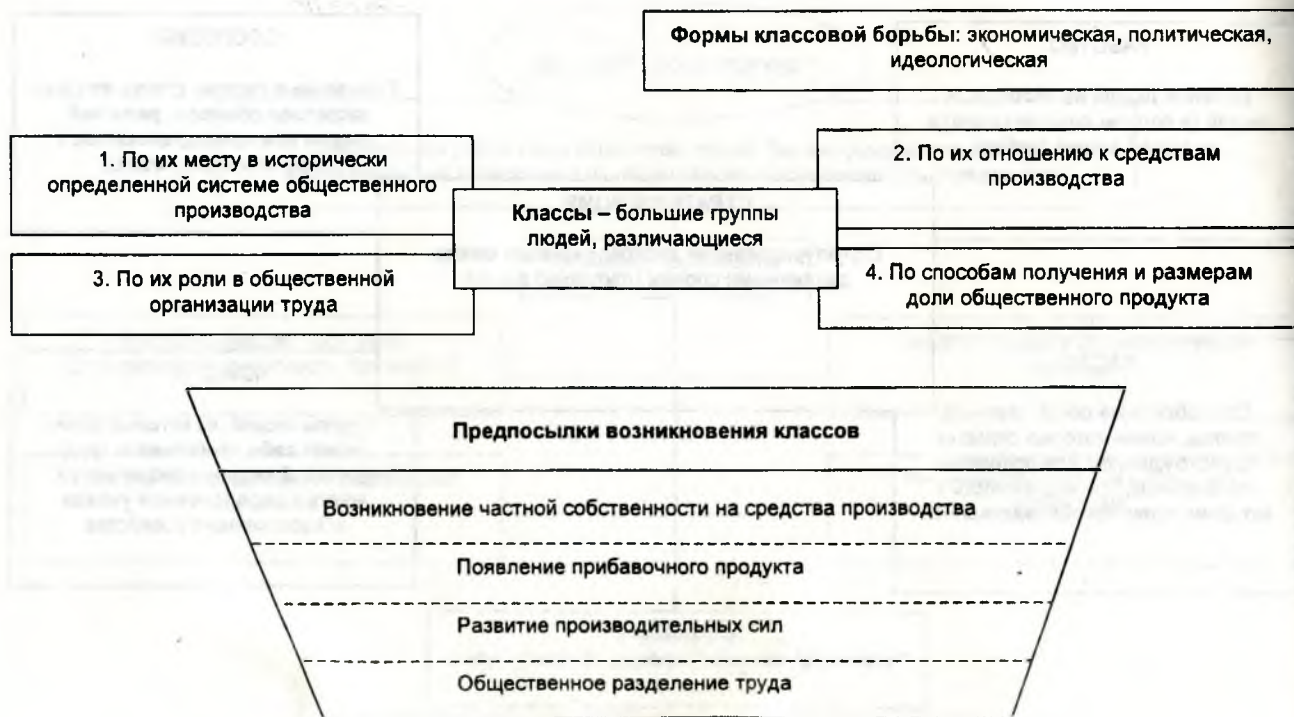 Формы классовой борьбы: экономическая, политическая,
идеологическая
1. По их месту в исторически
определенной системе общественного
производства
2. По их отношению к средствам
производства
Классы – большие группы
людей, различающиеся
3. По их роли в общественной
организации труда
4. По способам получения и размерам
доли общественного продукта
Предпосылки возникновения классов
Возникновение частной собственности на средства производства
Появление прибавочного продукта
Развитие производительных сил
Общественное разделение труда